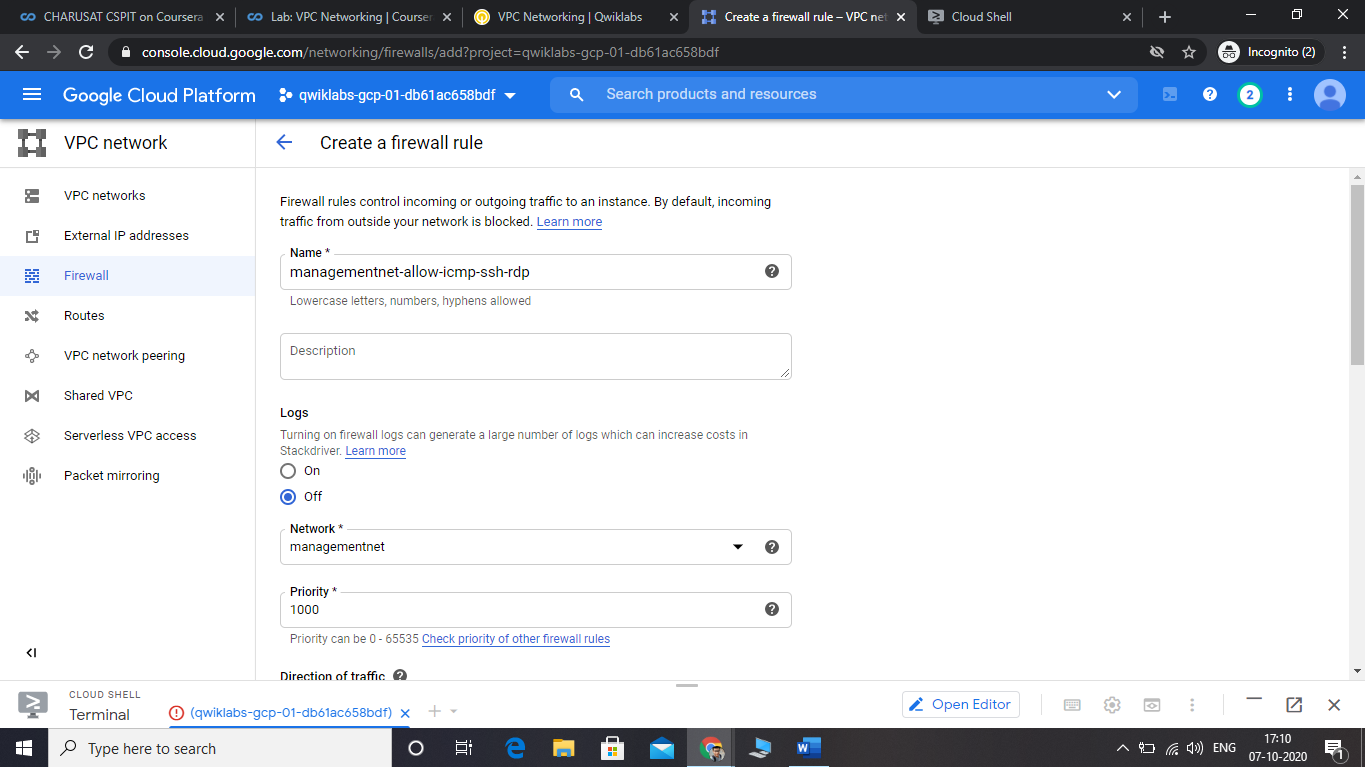 CHARUSAT CSPIT on Coursera
Lab: VPC Networking | Courser
VPC Networking | Qwiklabs
Create a firewall rule – VPC net
Cloud Shell
console.cloud.google.com/networking/firewalls/add?project=qwiklabs-gcp-01-db61ac658bdf
Incognito (2)
Google Cloud Platform
qwiklabs-gcp-01-db61ac658bdf
Search products and resources
2
VPC network
Create a firewall rule
VPC networks
External IP addresses
Firewall
Routes
VPC network peering
Shared VPC
Serverless VPC access
Packet mirroring
Firewall rules control incoming or outgoing traffic to an instance. By default, incoming
traffic from outside your network is blocked. Learn more
Name *
managementnet-allow-icmp-ssh-rdp
Lowercase letters, numbers, hyphens allowed
Description
Logs
Turning on firewall logs can generate a large number of logs which can increase costs in
Stackdriver. Learn more
On
Off
Network *
managementnet
Priority *
1000
Priority can be 0 - 65535 Check priority of other firewall rules
Direction of traffic
CLOUD SHELL
Terminal
(qwiklabs-gcp-01-db61ac658bdf)
Open Editor
Type here to search
ENG
17:10
07-10-2020
1